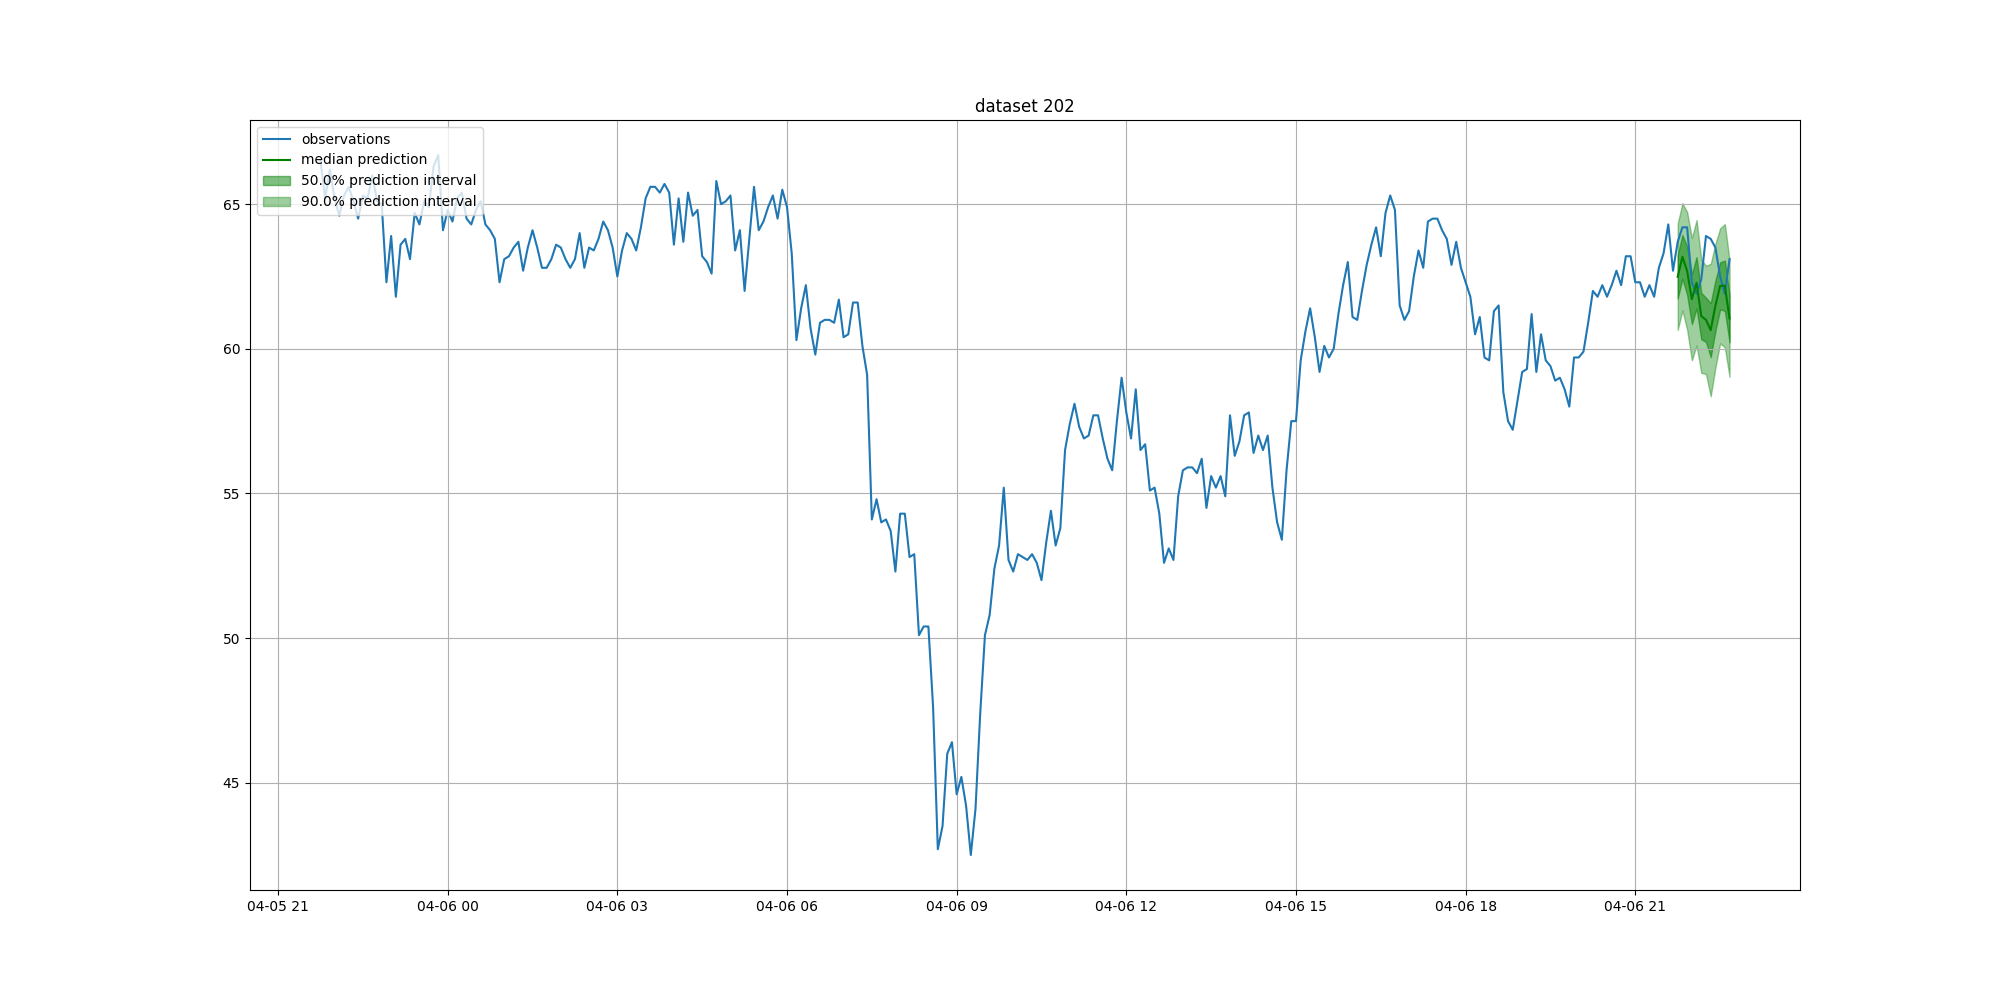 dataset 202
observations
median prediction
50.0% prediction interval
90.0% prediction interval
65
60
55
50
45
04-05 21
04-06 00
04-06 03
04-06 06
04-06 09
04-06 12
04-06 15
04-06 18
04-06 21